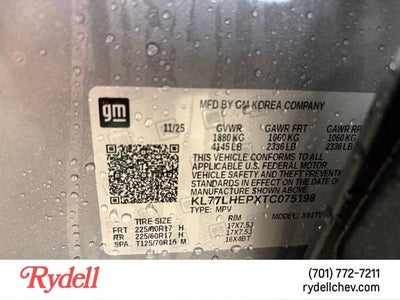 gm
MFD BY GM KOREA COMPANY
11/25 GVWR GAWR FRT GAWR RR
1880 KG 1060 KG 1060 KG
4145 LB 2336 LB 2336 LB
THIS VEHICLE CONFORMS TO ALL
APPLICABLE U.S. FEDERAL MOTOR
VEHICLE SAFETY
STANDARDS IN EFFECT ON THE DATE OF
MANUFACTURE SHOWN ABOVE.
KL77LHEPXTC075198
TYPE: MPV MODEL:
TIRE SIZE RIM
FRT 225/60R17 H 17X7.5J
RR 225/60R17 H 17X7.5J
SPA T125/70R16 M 16X4BT
Rydell
(701) 772-7211
rydellchev.com